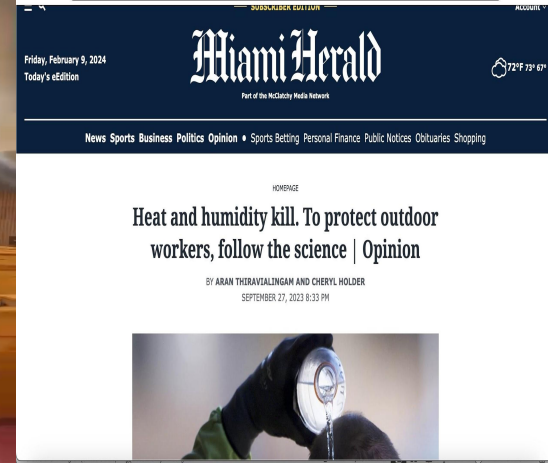 SUBSCRIBER EDITION
Account
Friday, February 9, 2024
Today's eEdition
Miami Herald
Part of the McClatchy Media Network
72°F 73° 67°
News Sports Business Politics Opinion • Sports Betting Personal Finance Public Notices Obituaries Shopping
HOMEPAGE
Heat and humidity kill. To protect outdoor
workers, follow the science | Opinion
BY ARAN THIRAVIALINGAM AND CHERYL HOLDER
SEPTEMBER 27, 2023 8:33 PM